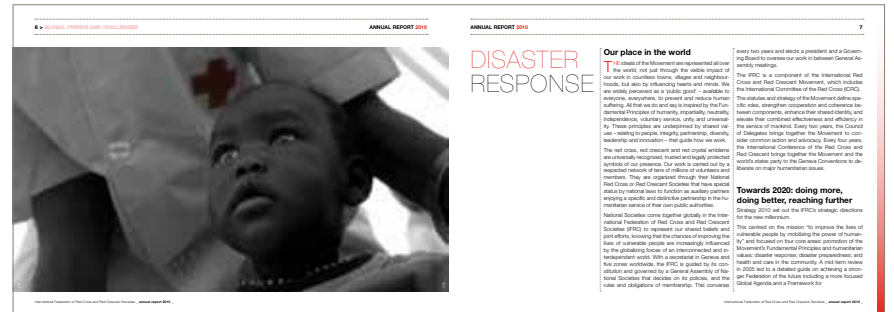 6 > GLOBAL TRENDS AND CHALLENGES
ANNUAL REPORT 2010
International Federation of Red Cross and Red Crescent Societies _ annual report 2010 _
ANNUAL REPORT 2010
7
DISASTER
RESPONSE
Our place in the world
THE ideals of the Movement are represented all over
the world, not just through the visible impact of
our work in countless towns, villages and neighbour-
hoods, but also by influencing hearts and minds. We
are widely perceived as a 'public good' – available to
everyone, everywhere, to prevent and reduce human
suffering. All that we do and say is inspired by the Fun-
damental Principles of humanity, impartiality, neutrality,
independence, voluntary service, unity and universal-
ity. These principles are underpinned by shared val-
ues – relating to people, integrity, partnership, diversity,
leadership and innovation – that guide how we work.
The red cross, red crescent and red crystal emblems
are universally recognized, trusted and legally protected
symbols of our presence. Our work is carried out by a
respected network of tens of millions of volunteers and
members. They are organized through their National
Red Cross or Red Crescent Societies that have special
status by national laws to function as auxiliary partners
enjoying a specific and distinctive partnership in the hu-
manitarian service of their own public authorities.
National Societies come together globally in the Inter-
national Federation of Red Cross and Red Crescent
Societies (IFRC) to represent our shared beliefs and
joint efforts, knowing that the chances of improving the
lives of vulnerable people are increasingly influenced
by the globalizing forces of an interconnected and in-
terdependent world. With a secretariat in Geneva and
five zones worldwide, the IFRC is guided by its con-
stitution and governed by a General Assembly of Na-
tional Societies that decides on its policies, and the
rules and obligations of membership. This convenes
every two years and elects a president and a Govern-
ing Board to oversee our work in between General As-
sembly meetings.
The IFRC is a component of the International Red
Cross and Red Crescent Movement, which includes
the International Committee of the Red Cross (ICRC).
The statutes and strategy of the Movement define spe-
cific roles, strengthen cooperation and coherence be-
tween components, enhance their shared identity, and
elevate their combined effectiveness and efficiency in
the service of mankind. Every two years, the Council
of Delegates brings together the Movement to con-
sider common action and advocacy. Every four years,
the International Conference of the Red Cross and
Red Crescent brings together the Movement and the
world's states party to the Geneva Conventions to de-
liberate on major humanitarian issues.
Towards 2020: doing more,
doing better, reaching further
Strategy 2010 set out the IFRC's strategic directions
for the new millennium.
This centred on the mission "to improve the lives of
vulnerable people by mobilizing the power of human-
ity" and focused on four core areas: promotion of the
Movement's Fundamental Principles and humanitarian
values; disaster response; disaster preparedness; and
health and care in the community. A mid-term review
in 2005 led to a detailed guide on achieving a stron-
ger Federation of the future including a more focused
Global Agenda and a Framework for
International Federation of Red Cross and Red Crescent Societies _ annual report 2010 _